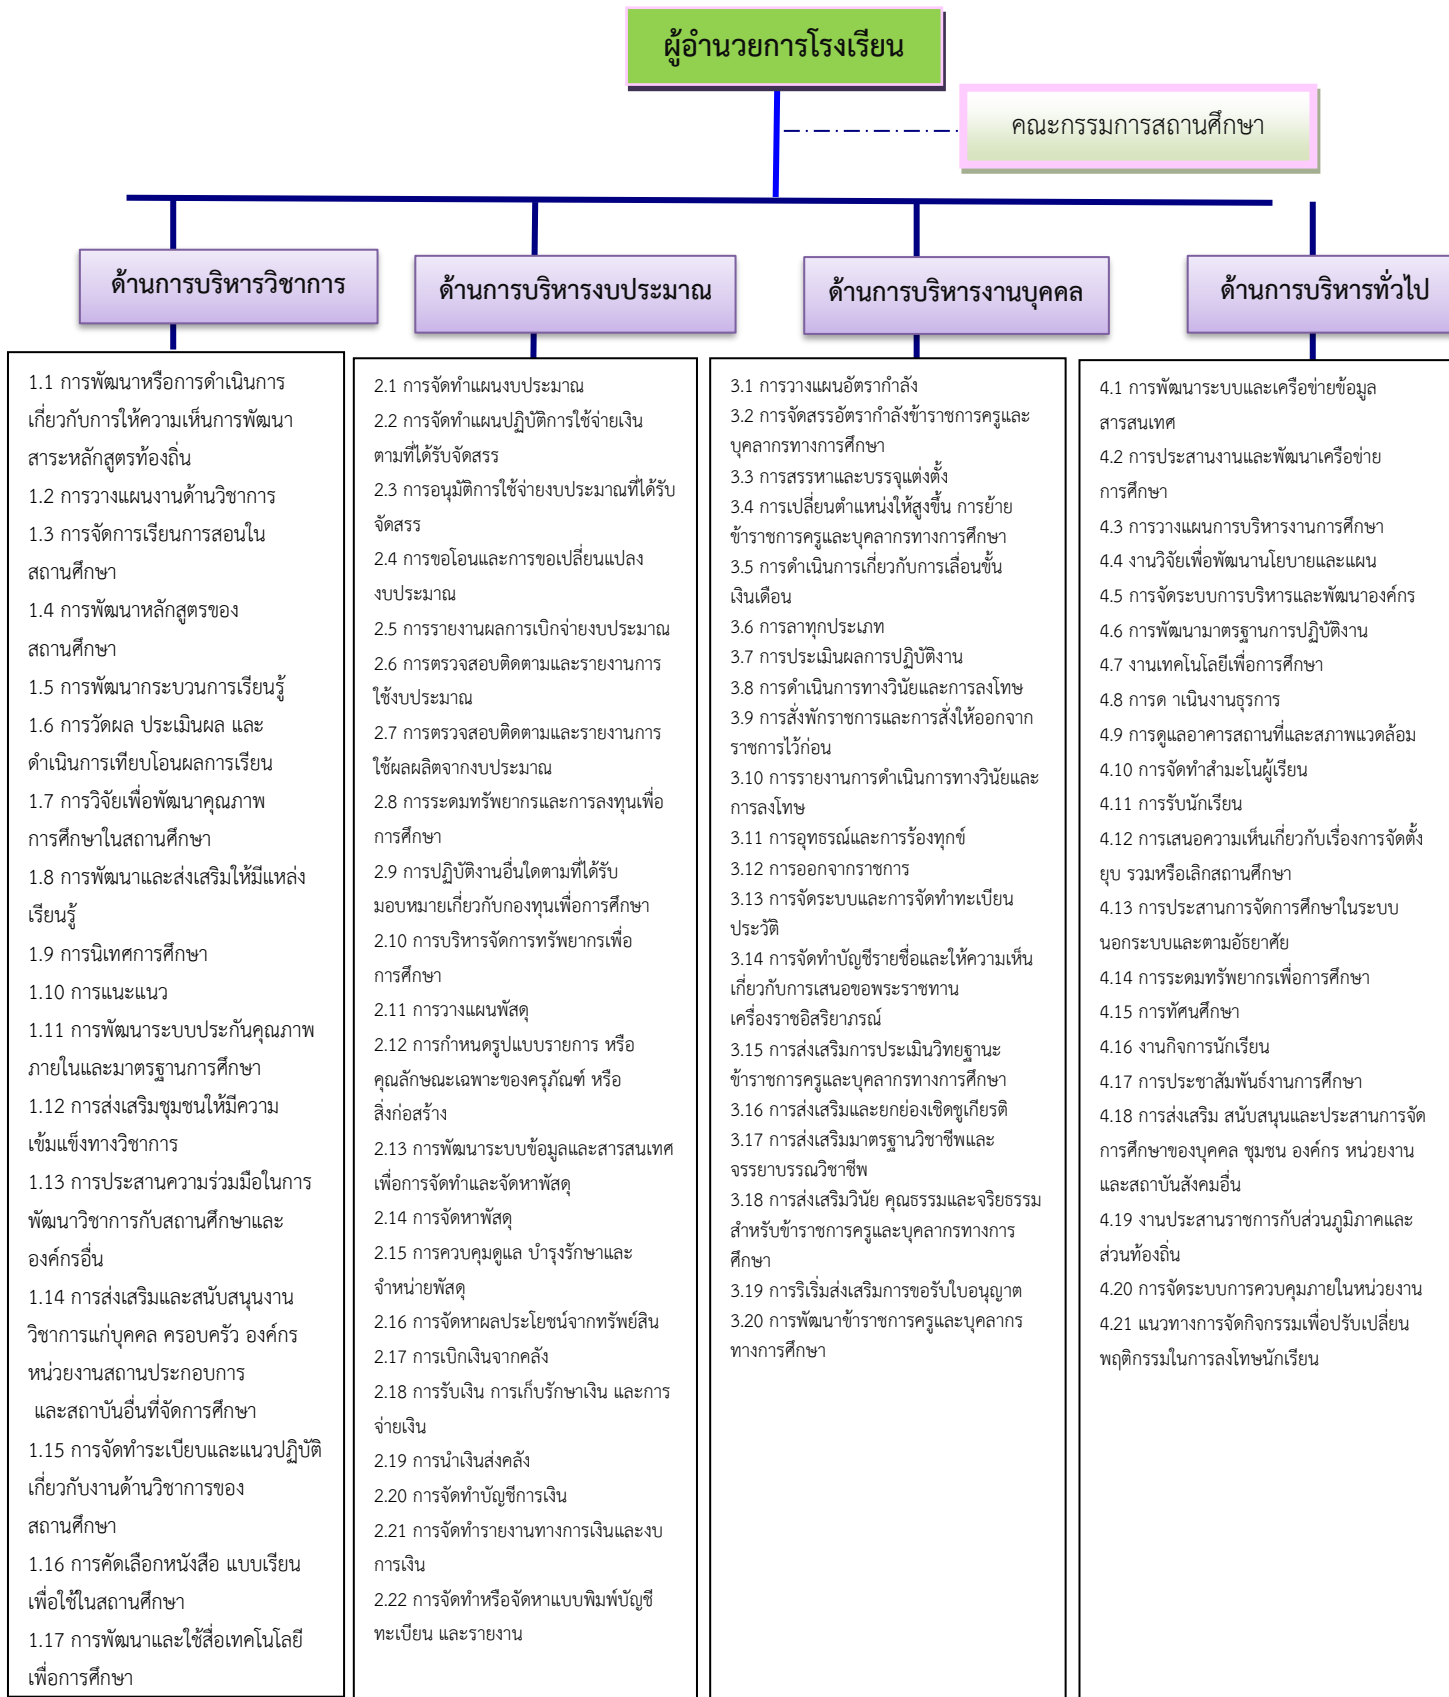 ผู้อำนวยการโรงเรียน
คณะกรรมการสถานศึกษา
ด้านการบริหารวิชาการ
ด้านการบริหารงบประมาณ
ด้านการบริหารงานบุคคล
ด้านการบริหารทั่วไป
1.1 การพัฒนาหรือการดำเนินการ
เกี่ยวกับการให้ความเห็นการพัฒนา
สาระหลักสูตรท้องถิ่น
1.2 การวางแผนงานด้านวิชาการ
1.3 การจัดการเรียนการสอนใน
สถานศึกษา
1.4 การพัฒนาหลักสูตรของ
สถานศึกษา
1.5 การพัฒนากระบวนการเรียนรู้
1.6 การวัดผล ประเมินผล และ
ดำเนินการเทียบโอนผลการเรียน
1.7 การวิจัยเพื่อพัฒนาคุณภาพ
การศึกษาในสถานศึกษา
1.8 การพัฒนาและส่งเสริมให้มีแหล่ง
เรียนรู้
1.9 การนิเทศการศึกษา
1.10 การแนะแนว
1.11 การพัฒนาระบบประกันคุณภาพ
ภายในและมาตรฐานการศึกษา
1.12 การส่งเสริมชุมชนให้มีความ
เข้มแข็งทางวิชาการ
1.13 การประสานความร่วมมือในการ
พัฒนาวิชาการกับสถานศึกษาและ
องค์กรอื่น
1.14 การส่งเสริมและสนับสนุนงาน
วิชาการแก่บุคคล ครอบครัว องค์กร
หน่วยงานสถานประกอบการ
และสถาบันอื่นที่จัดการศึกษา
1.15 การจัดทำระเบียบและแนวปฏิบัติ
เกี่ยวกับงานด้านวิชาการของ
สถานศึกษา
1.16 การคัดเลือกหนังสือ แบบเรียน
เพื่อใช้ในสถานศึกษา
1.17 การพัฒนาและใช้สื่อเทคโนโลยี
เพื่อการศึกษา
2.1 การจัดทำแผนงบประมาณ
2.2 การจัดทำแผนปฏิบัติการใช้จ่ายเงิน
ตามที่ได้รับจัดสรร
2.3 การอนุมัติการใช้จ่ายงบประมาณที่ได้รับ
จัดสรร
2.4 การขอโอนและการขอเปลี่ยนแปลง
งบประมาณ
2.5 การรายงานผลการเบิกจ่ายงบประมาณ
2.6 การตรวจสอบติดตามและรายงานการ
ใช้งบประมาณ
2.7 การตรวจสอบติดตามและรายงานการ
ใช้ผลผลิตจากงบประมาณ
2.8 การระดมทรัพยากรและการลงทุนเพื่อ
การศึกษา
2.9 การปฏิบัติงานอื่นใดตามที่ได้รับ
มอบหมายเกี่ยวกับกองทุนเพื่อการศึกษา
2.10 การบริหารจัดการทรัพยากรเพื่อ
การศึกษา
2.11 การวางแผนพัสดุ
2.12 การกำหนดรูปแบบรายการ หรือ
คุณลักษณะเฉพาะของครุภัณฑ์ หรือ
สิ่งก่อสร้าง
2.13 การพัฒนาระบบข้อมูลและสารสนเทศ
เพื่อการจัดทำและจัดหาพัสดุ
2.14 การจัดหาพัสดุ
2.15 การควบคุมดูแล บำรุงรักษาและ
จำหน่ายพัสดุ
2.16 การจัดหาผลประโยชน์จากทรัพย์สิน
2.17 การเบิกเงินจากคลัง
2.18 การรับเงิน การเก็บรักษาเงิน และการ
จ่ายเงิน
2.19 การนำเงินส่งคลัง
2.20 การจัดทำบัญชีการเงิน
2.21 การจัดทำรายงานทางการเงินและงบ
การเงิน
2.22 การจัดทำหรือจัดหาแบบพิมพ์บัญชี
ทะเบียน และรายงาน
3.1 การวางแผนอัตรากำลัง
3.2 การจัดสรรอัตรากำลังข้าราชการครูและ
บุคลากรทางการศึกษา
3.3 การสรรหาและบรรจุแต่งตั้ง
3.4 การเปลี่ยนตำแหน่งให้สูงขึ้น การย้าย
ข้าราชการครูและบุคลากรทางการศึกษา
3.5 การดำเนินการเกี่ยวกับการเลื่อนขั้น
เงินเดือน
3.6 การลาทุกประเภท
3.7 การประเมินผลการปฏิบัติงาน
3.8 การดำเนินการทางวินัยและการลงโทษ
3.9 การสั่งพักราชการและการสั่งให้ออกจาก
ราชการไว้ก่อน
3.10 การรายงานการดำเนินการทางวินัยและ
การลงโทษ
3.11 การอุทธรณ์และการร้องทุกข์
3.12 การออกจากราชการ
3.13 การจัดระบบและการจัดทำทะเบียน
ประวัติ
3.14 การจัดทำบัญชีรายชื่อและให้ความเห็น
เกี่ยวกับการเสนอขอพระราชทาน
เครื่องราชอิสริยาภรณ์
3.15 การส่งเสริมการประเมินวิทยฐานะ
ข้าราชการครูและบุคลากรทางการศึกษา
3.16 การส่งเสริมและยกย่องเชิดชูเกียรติ
3.17 การส่งเสริมมาตรฐานวิชาชีพและ
จรรยาบรรณวิชาชีพ
3.18 การส่งเสริมวินัย คุณธรรมและจริยธรรม
สำหรับข้าราชการครูและบุคลากรทางการ
ศึกษา
3.19 การริเริ่มส่งเสริมการขอรับใบอนุญาต
3.20 การพัฒนาข้าราชการครูและบุคลากร
ทางการศึกษา
4.1 การพัฒนาระบบและเครือข่ายข้อมูล
สารสนเทศ
4.2 การประสานงานและพัฒนาเครือข่าย
การศึกษา
4.3 การวางแผนการบริหารงานการศึกษา
4.4 งานวิจัยเพื่อพัฒนานโยบายและแผน
4.5 การจัดระบบการบริหารและพัฒนาองค์กร
4.6 การพัฒนามาตรฐานการปฏิบัติงาน
4.7 งานเทคโนโลยีเพื่อการศึกษา
4.8 การด าเนินงานธุรการ
4.9 การดูแลอาคารสถานที่และสภาพแวดล้อม
4.10 การจัดทำสำมะโนผู้เรียน
4.11 การรับนักเรียน
4.12 การเสนอความเห็นเกี่ยวกับเรื่องการจัดตั้ง
ยุบ รวมหรือเลิกสถานศึกษา
4.13 การประสานการจัดการศึกษาในระบบ
นอกระบบและตามอัธยาศัย
4.14 การระดมทรัพยากรเพื่อการศึกษา
4.15 การทัศนศึกษา
4.16 งานกิจการนักเรียน
4.17 การประชาสัมพันธ์งานการศึกษา
4.18 การส่งเสริม สนับสนุนและประสานการจัด
การศึกษาของบุคคล ชุมชน องค์กร หน่วยงาน
และสถาบันสังคมอื่น
4.19 งานประสานราชการกับส่วนภูมิภาคและ
ส่วนท้องถิ่น
4.20 การจัดระบบการควบคุมภายในหน่วยงาน
4.21 แนวทางการจัดกิจกรรมเพื่อปรับเปลี่ยน
พฤติกรรมในการลงโทษนักเรียน